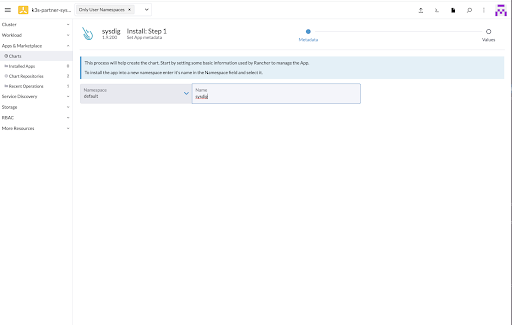 k3s-partner-sys...
Only User Namespaces
Cluster
Workload
Apps & Marketplace
Charts
Installed Apps 8
Chart Repositories 3
Recent Operations 1
Service Discovery
Storage
RBAC
More Resources
sysdig Install: Step 1
1.9.200 Set App metadata
Metadata
Values
This process will help create the chart. Start by setting some basic information used by Rancher to manage the App.
To install the app into a new namespace enter it's name in the Namespace field and select it.
Namespace
default
Name
sysdig